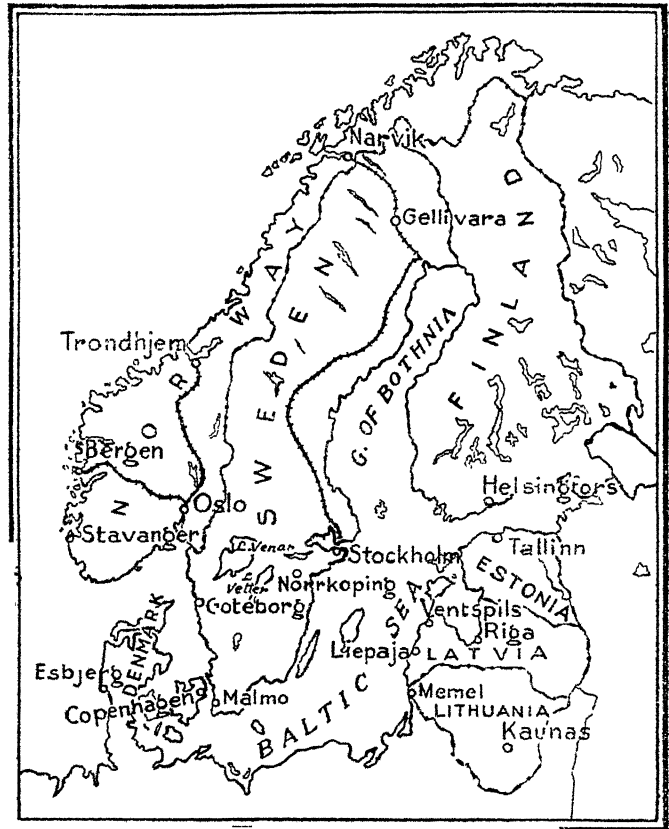 Narvik
Gellivara
NORWAY
SWEDEN
FINLAND
Trondhjem
G. OF BOTHNIA
Bergen
Oslo
Helsingfors
Stavanger
L. Venar
Stockholm
Tallinn
L. Vetter
Norrkoping
ESTONIA
Goteborg
Ventspils
Riga
DENMARK
Liepaja
LATVIA
Esbjerg
Copenhagen
Malmo
Memel
BALTIC SEA
LITHUANIA
Kaunas